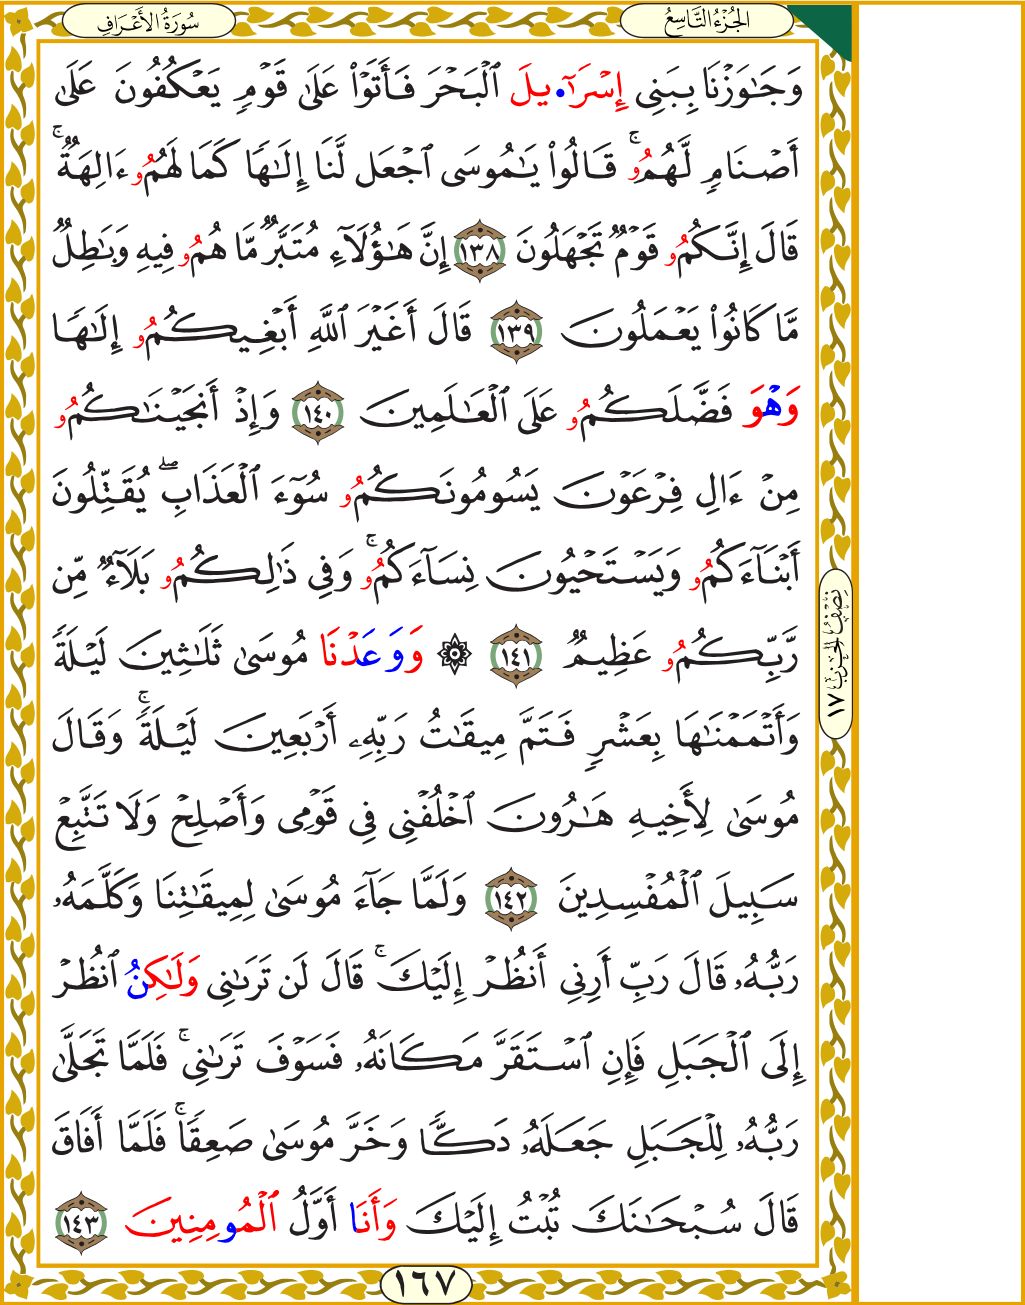 سُورَةُ الأَعْرَافِ
الجُزْءُ التَّاسِعُ
وَجَٰوَزْنَا بِبَنِي إِسْرَآ•يلَ ٱلْبَحْرَ فَأَتَوْاْ عَلَىٰ قَوْمٖ يَعْكُفُونَ عَلَىٰ
أَصْنَامٖ لَّهُمُوۚ قَالُواْ يَٰمُوسَى ٱجْعَل لَّنَا إِلَٰهٗا كَمَا لَهُمُو ءَالِهَةٞۚ
قَالَ إِنَّكُمُو قَوْمٞ تَجْهَلُونَ ١٣٨ إِنَّ هَٰؤُلَآءِ مُتَبَّرٞ مَّا هُمُو فِيهِ وَبَٰطِلٞ
مَّا كَانُواْ يَعْمَلُونَ ١٣٩ قَالَ أَغَيْرَ ٱللَّهِ أَبْغِيكُمُو إِلَٰهٗا
وَهْوَ فَضَّلَكُمُو عَلَى ٱلْعَٰلَمِينَ ١٤٠ وَإِذْ أَنجَيْنَٰكُمُو
مِنْ ءَالِ فِرْعَوْنَ يَسُومُونَكُمُو سُوٓءَ ٱلْعَذَابِۖ يُقَتِّلُونَ
أَبْنَآءَكُمُو وَيَسْتَحْيُونَ نِسَآءَكُمُوۚ وَفِي ذَٰلِكُمُو بَلَآءٞ مِّن
رَّبِّكُمُو عَظِيمٞ ١٤١ ۞ وَوَعَدْنَا مُوسَىٰ ثَلَٰثِينَ لَيْلَةٗ
وَأَتْمَمْنَٰهَا بِعَشْرٖ فَتَمَّ مِيقَٰتُ رَبِّهِۦ أَرْبَعِينَ لَيْلَةٗۚ وَقَالَ
مُوسَىٰ لِأَخِيهِ هَٰرُونَ ٱخْلُفْنِي فِي قَوْمِي وَأَصْلِحْ وَلَا تَتَّبِعْ
سَبِيلَ ٱلْمُفْسِدِينَ ١٤٢ وَلَمَّا جَآءَ مُوسَىٰ لِمِيقَٰتِنَا وَكَلَّمَهُۥ
رَبُّهُۥ قَالَ رَبِّ أَرِنِي أَنظُرْ إِلَيْكَۚ قَالَ لَن تَرَىٰنِي وَلَٰكِنُ ٱنظُرْ
إِلَى ٱلْجَبَلِ فَإِنِ ٱسْتَقَرَّ مَكَانَهُۥ فَسَوْفَ تَرَىٰنِيۚ فَلَمَّا تَجَلَّىٰ
رَبُّهُۥ لِلْجَبَلِ جَعَلَهُۥ دَكّٗا وَخَرَّ مُوسَىٰ صَعِقٗاۚ فَلَمَّا أَفَاقَ
قَالَ سُبْحَٰنَكَ تُبْتُ إِلَيْكَ وَأَنَا أَوَّلُ ٱلْمُومِنِينَ ١٤٣
نِصْفُ الحِزْبِ ١٧
١٦٧